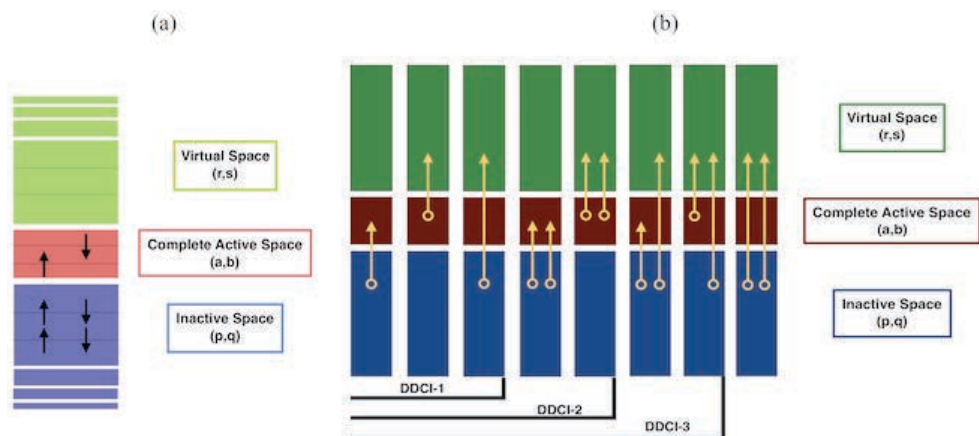 (a)
(b)
Virtual Space
(r,s)
Complete Active Space
(a,b)
Inactive Space
(p,q)
Virtual Space
(r,s)
Complete Active Space
(a,b)
Inactive Space
(p,q)
DDCI-1
DDCI-2
DDCI-3